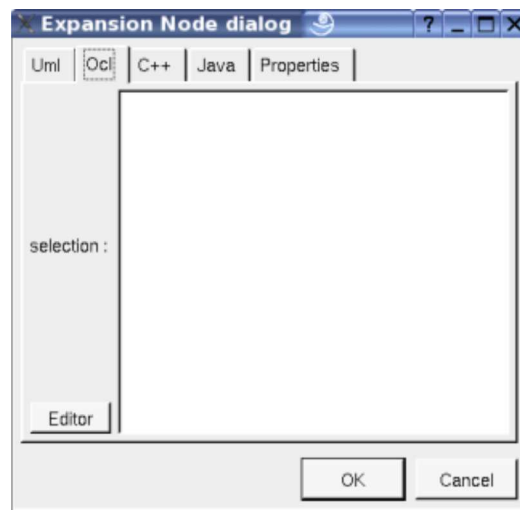 Expansion Node dialog ? _ □ X
Uml Ocl C++ Java Properties
selection :
Editor
OK Cancel